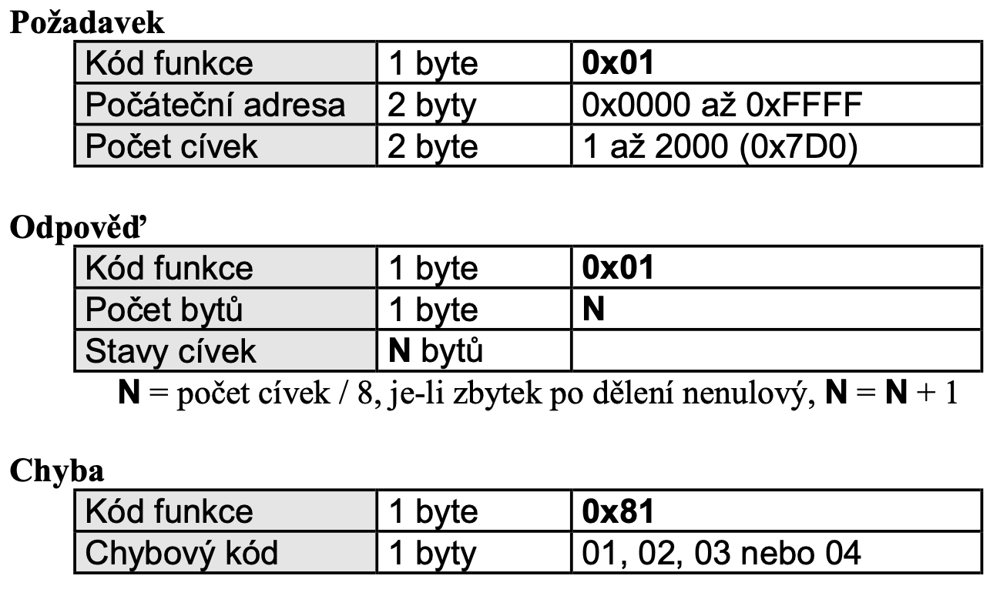 Požadavek
Kód funkce 1 byte 0x01
Počáteční adresa 2 byty 0x0000 až 0xFFFF
Počet cívek 2 byte 1 až 2000 (0x7D0)
Odpověď
Kód funkce 1 byte 0x01
Počet bytů 1 byte N
Stavy cívek N bytů
N = počet cívek / 8, je-li zbytek po dělení nenulový, N = N + 1
Chyba
Kód funkce 1 byte 0x81
Chybový kód 1 byty 01, 02, 03 nebo 04